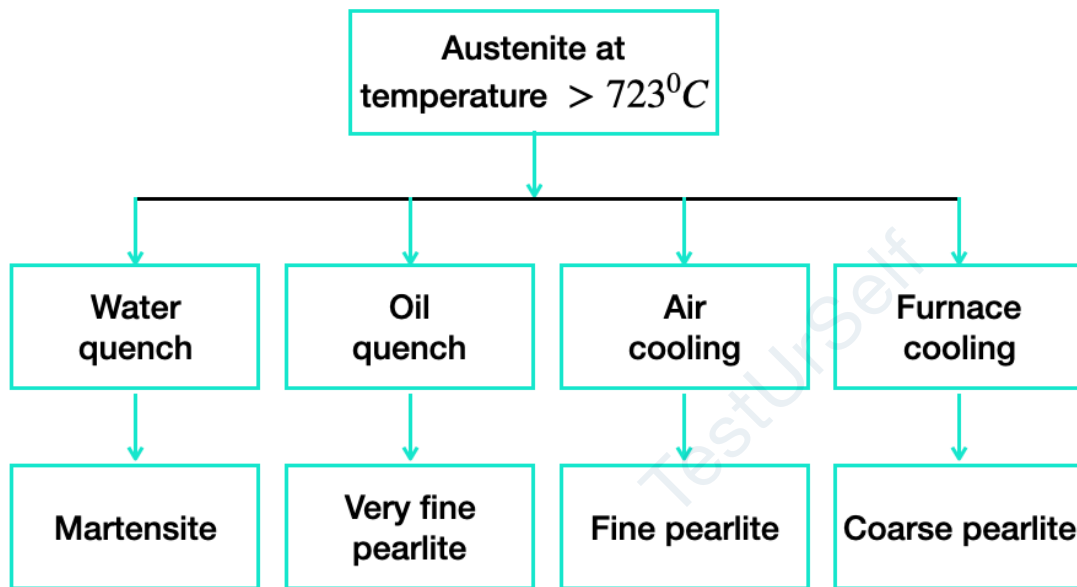 Austenite at
temperature > 723⁰C
Water
quench
Oil
quench
Air
cooling
Furnace
cooling
Martensite
Very fine
pearlite
Fine pearlite
Coarse pearlite
TestUrSelf